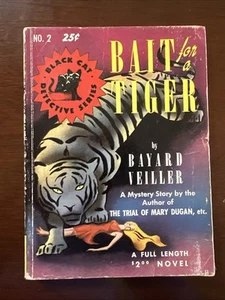 NO. 2 25¢
BLACK CAT
DETECTIVE SERIES
BAIT for
a
TIGER
by
BAYARD
VEILLER
A Mystery Story by the
Author of
THE TRIAL OF MARY DUGAN, etc.
A FULL LENGTH
$2.00 NOVEL